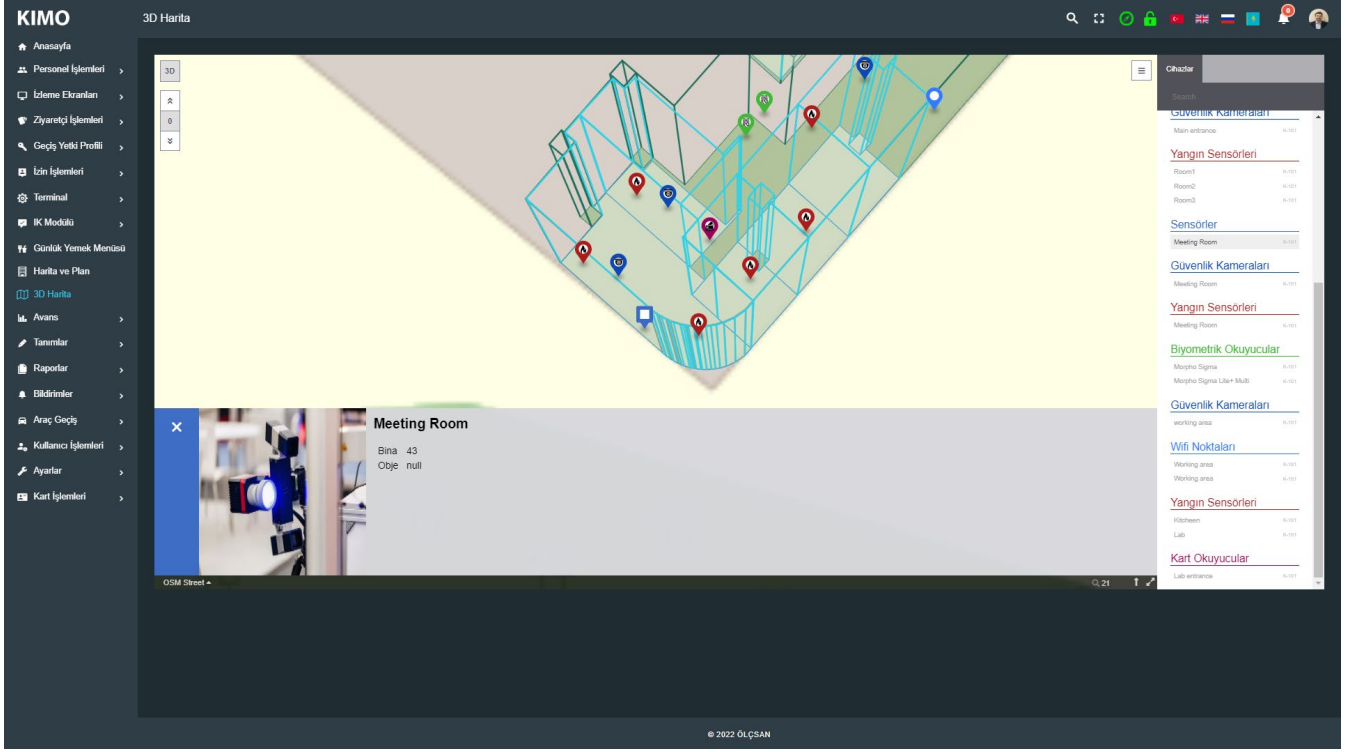 KIMO
3D Harita
0
Anasayfa
Personel İşlemleri
İzleme Ekranları
Ziyaretçi İşlemleri
Geçiş Yetki Profili
İzin İşlemleri
Terminal
IK Modülü
Günlük Yemek Menüsü
Harita ve Plan
3D Harita
Avans
Tanımlar
Raporlar
Bildirimler
Araç Geçiş
Kullanıcı İşlemleri
Ayarlar
Kart İşlemleri
3D
0
Meeting Room
Bina 43
Obje null
OSM Street
21
Cihazlar
Search
Güvenlik Kameraları
Main entrance
Yangın Sensörleri
Room1
Room2
Room3
Sensörler
Meeting Room
Güvenlik Kameraları
Meeting Room
Yangın Sensörleri
Meeting Room
Biyometrik Okuyucular
Morpho Sigma
Morpho Sigma Lite+ Multi
Güvenlik Kameraları
working area
Wifi Noktaları
Working area
Working area
Yangın Sensörleri
Kitcheen
Lab
Kart Okuyucular
Lab entrance
© 2022 ÖLÇSAN